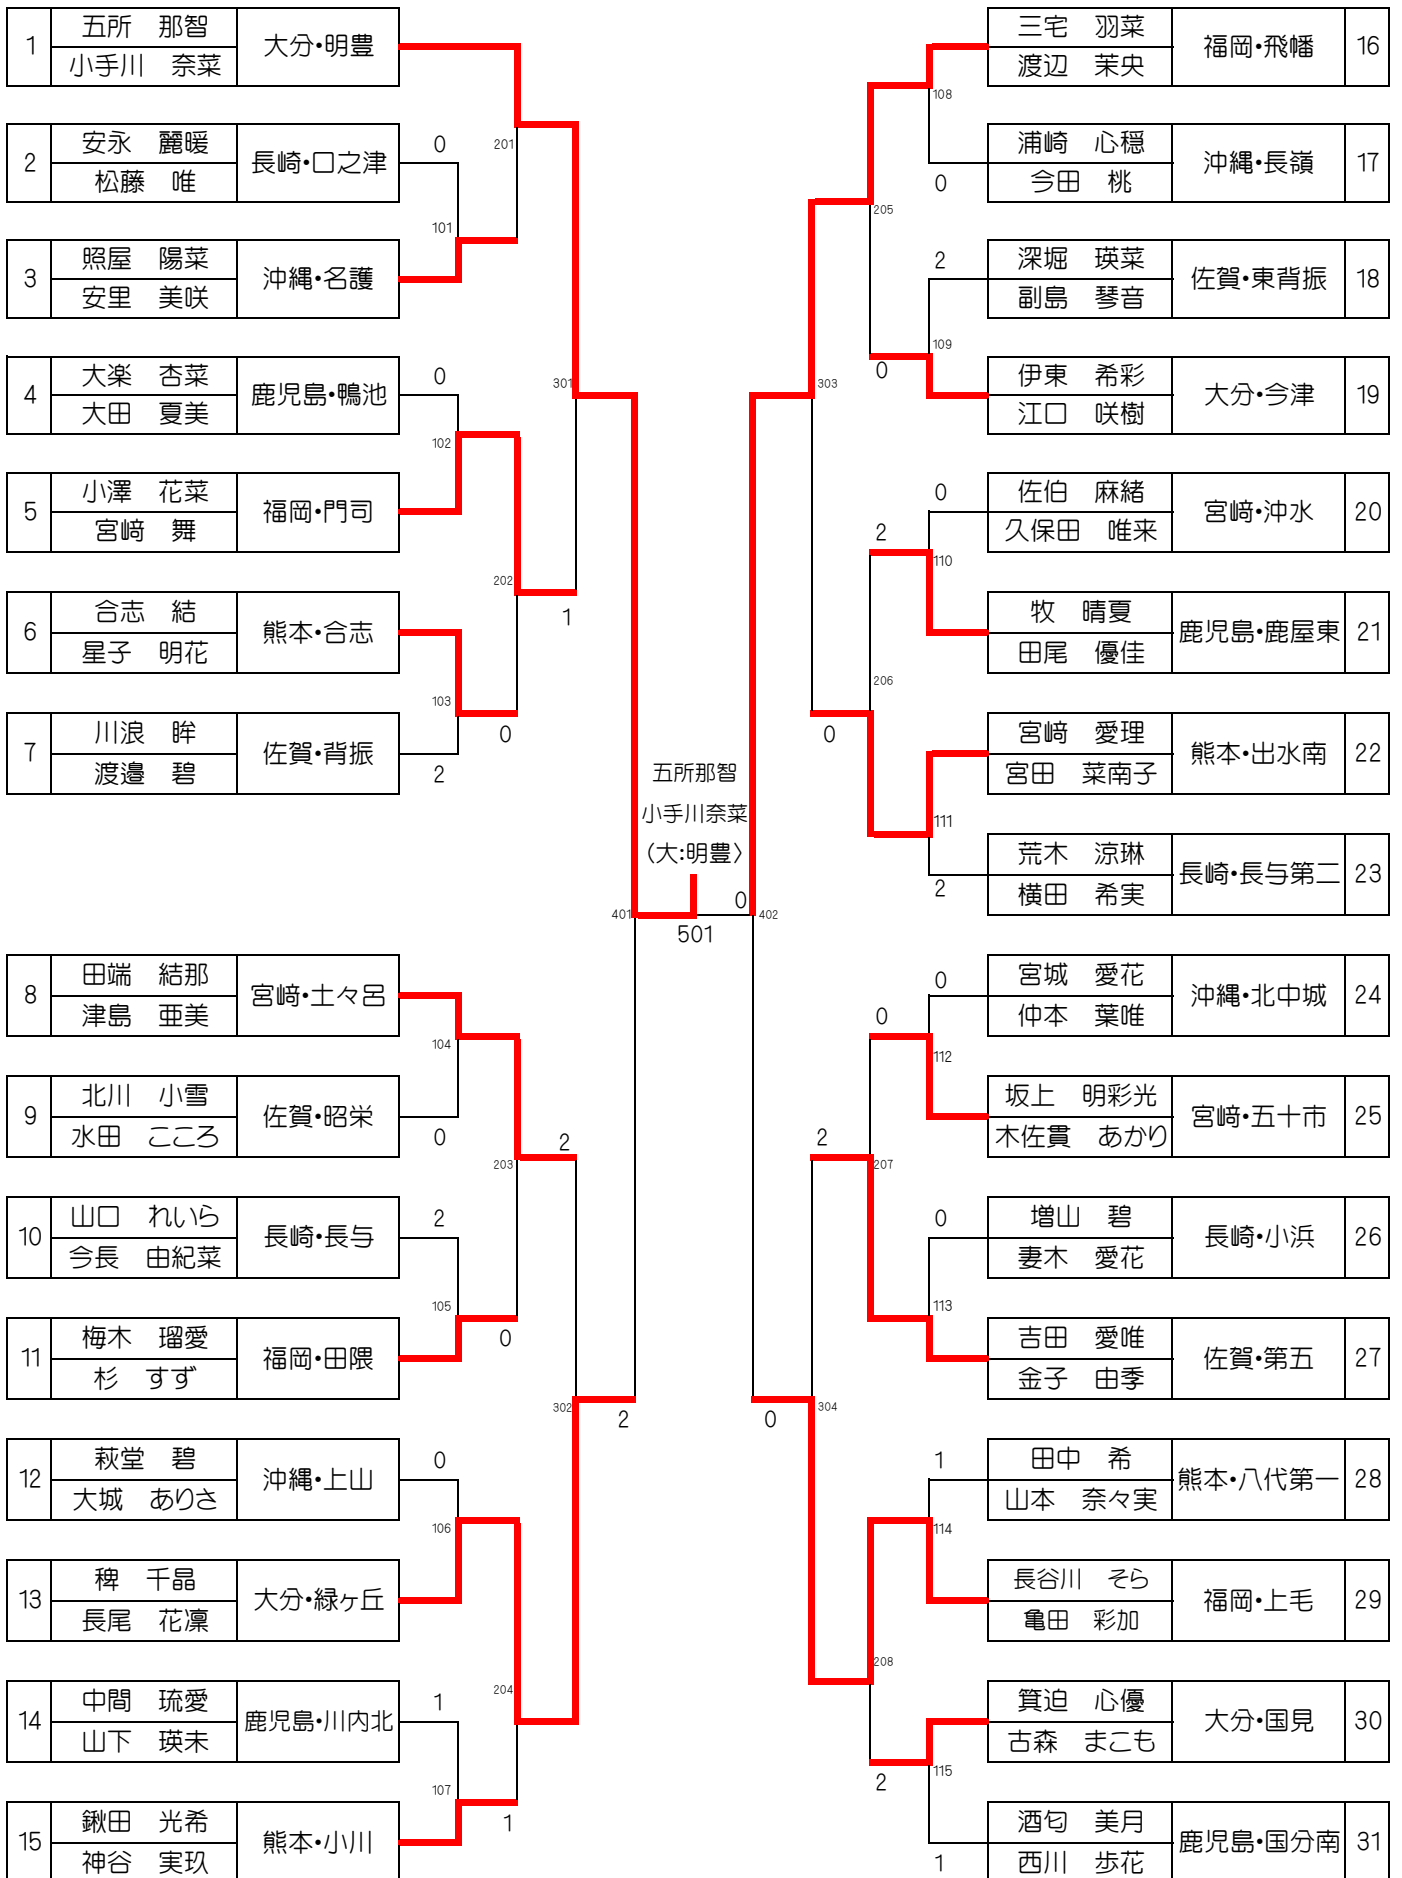 1 五所　那智 大分・明豊
小手川　奈菜
2 安永　麗暖 長崎・口之津 0
松藤　唯
101
201
3 照屋　陽菜 沖縄・名護
安里　美咲
301
4 大楽　杏菜 鹿児島・鴨池 0
大田　夏美
102
5 小澤　花菜 福岡・門司
宮﨑　舞
202
1
6 合志　結 熊本・合志
星子　明花
103
0
7 川浪　眸 佐賀・背振 2
渡邉　碧
8 田端　結那 宮﨑・土々呂
津島　亜美
104
9 北川　小雪 佐賀・昭栄 0
水田　こころ
203
2
10 山口　れいら 長崎・長与 2
今長　由紀菜
105
0
11 梅木　瑠愛 福岡・田隈
杉　すず
302
2
12 萩堂　碧 沖縄・上山 0
大城　ありさ
106
13 稗　千晶 大分・緑ヶ丘
長尾　花凜
204
14 中間　琉愛 鹿児島・川内北 1
山下　瑛未
107
1
15 鍬田　光希 熊本・小川
神谷　実玖
五所那智
小手川奈菜
（大:明豊〉
401
0
402
501
三宅　羽菜 福岡・飛幡 16
渡辺　茉央
108
浦崎　心穏 沖縄・長嶺 17
今田　桃
0
205
2
深堀　瑛菜 佐賀・東背振 18
副島　琴音
109
0
303
伊東　希彩 大分・今津 19
江口　咲樹
0
佐伯　麻緒 宮﨑・沖水 20
久保田　唯来
2
110
牧　晴夏 鹿児島・鹿屋東 21
田尾　優佳
206
0
宮﨑　愛理 熊本・出水南 22
宮田　菜南子
111
荒木　涼琳 長崎・長与第二 23
横田　希実
2
0
宮城　愛花 沖縄・北中城 24
仲本　葉唯
0
112
坂上　明彩光 宮﨑・五十市 25
木佐貫　あかり
2
207
0
増山　碧 長崎・小浜 26
妻木　愛花
113
吉田　愛唯 佐賀・第五 27
金子　由季
0
304
1
田中　希 熊本・八代第一 28
山本　奈々実
114
長谷川　そら 福岡・上毛 29
亀田　彩加
208
箕迫　心優 大分・国見 30
古森　まこも
2
115
酒匂　美月 鹿児島・国分南 31
西川　歩花
1